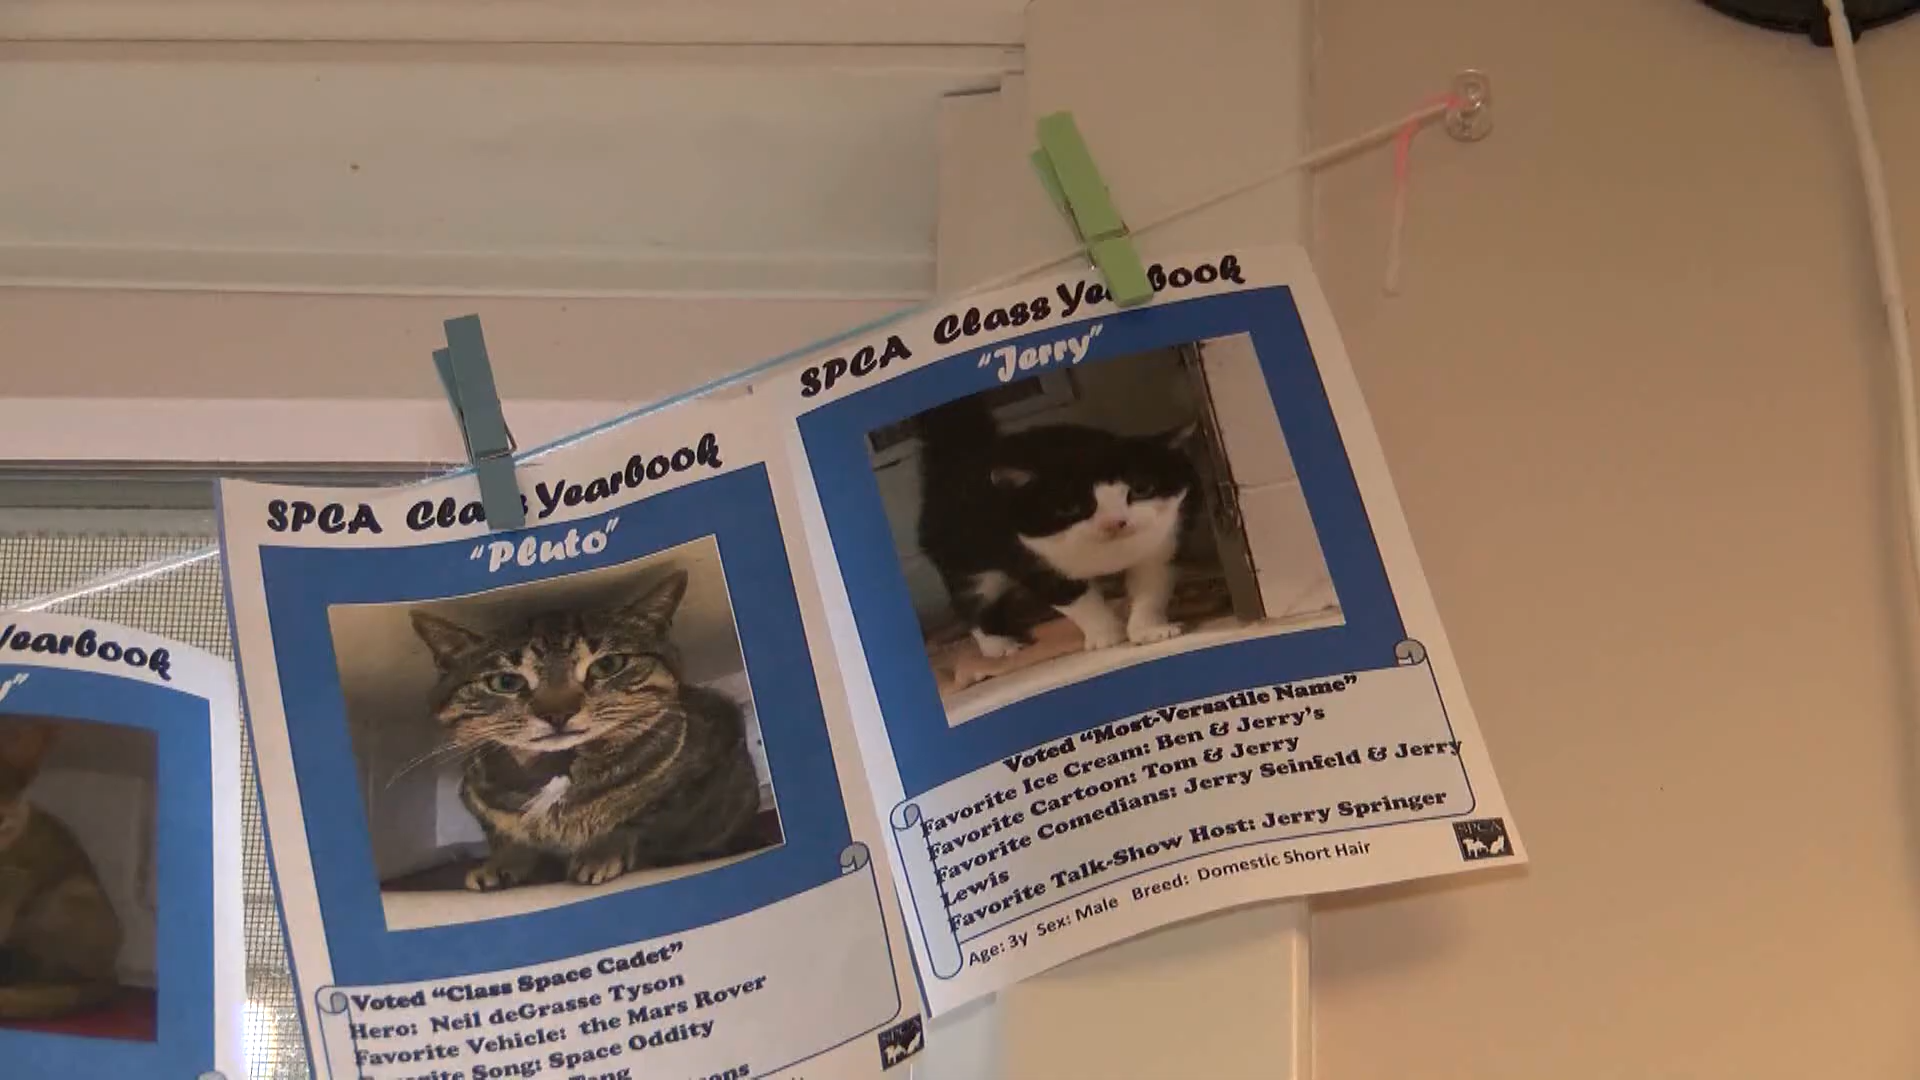 Yearbook
SPCA Class Yearbook
"Pluto"
Voted "Class Space Cadet"
Hero: Neil deGrasse Tyson
Favorite Vehicle: the Mars Rover
Song: Space Oddity
SPCA Class Yearbook
"Jerry"
Voted "Most-Versatile Name"
Favorite Ice Cream: Ben & Jerry's
Favorite Cartoon: Tom & Jerry
Favorite Comedians: Jerry Seinfeld & Jerry
Lewis
Favorite Talk-Show Host: Jerry Springer
Age: 3y Sex: Male Breed: Domestic Short Hair
SPCA